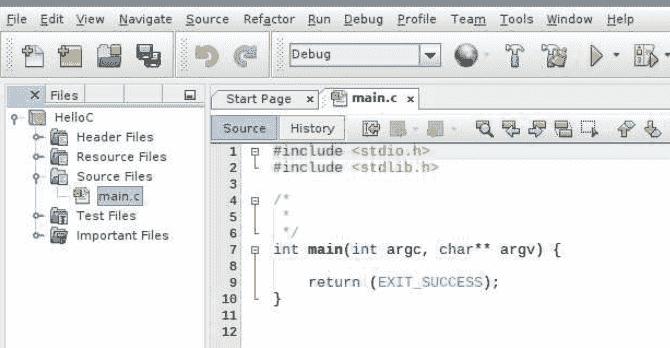 File Edit View Navigate Source Refactor Run Debug Profile Team Tools Window Help
Debug
Files
Start Page
main.c
HelloC
Source History
Header Files
Resource Files
Source Files
main.c
Test Files
Important Files
1 #include <stdio.h>
2 #include <stdlib.h>
3
4 /*
5 *
6 */
7 int main(int argc, char** argv) {
8
9 return (EXIT_SUCCESS);
10 }
11
12